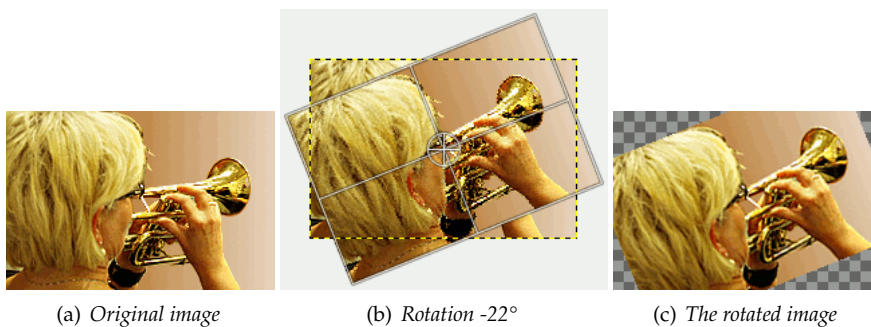 (a) Original image
(b) Rotation -22°
(c) The rotated image